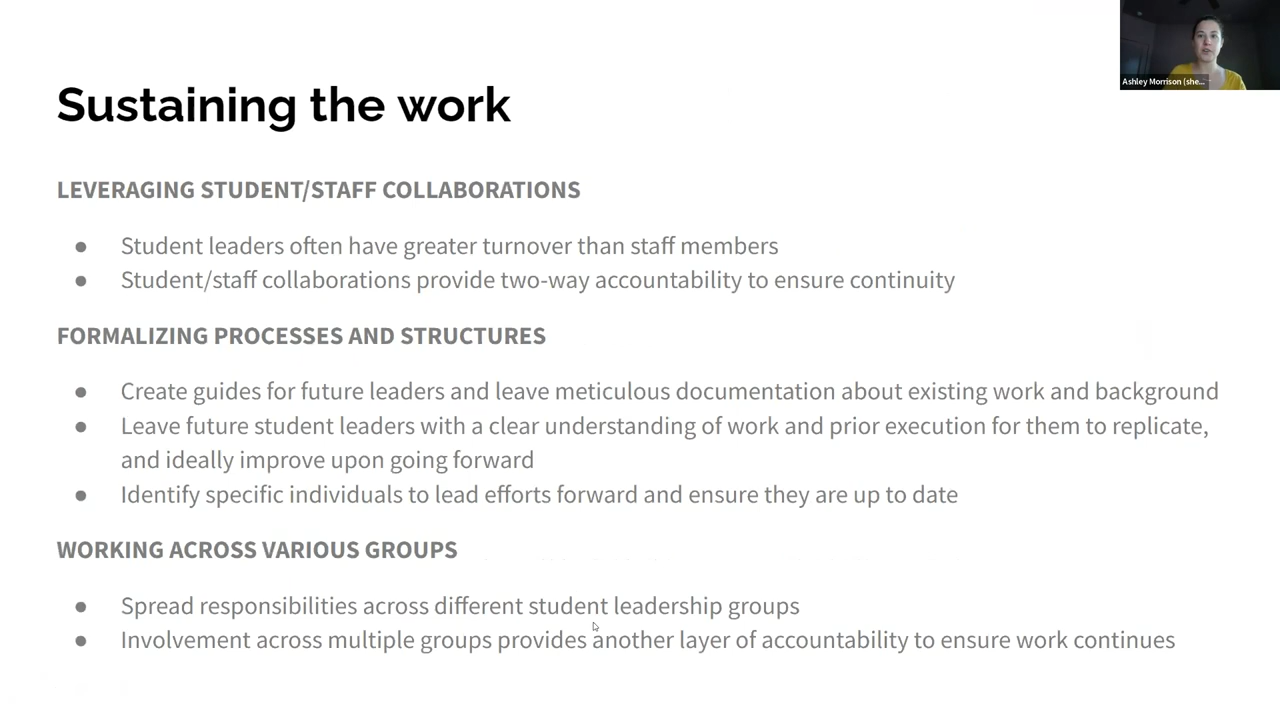 Ashley Morrison (she...
Sustaining the work
LEVERAGING STUDENT/STAFF COLLABORATIONS
● Student leaders often have greater turnover than staff members
● Student/staff collaborations provide two-way accountability to ensure continuity
FORMALIZING PROCESSES AND STRUCTURES
● Create guides for future leaders and leave meticulous documentation about existing work and background
● Leave future student leaders with a clear understanding of work and prior execution for them to replicate,
and ideally improve upon going forward
● Identify specific individuals to lead efforts forward and ensure they are up to date
WORKING ACROSS VARIOUS GROUPS
● Spread responsibilities across different student leadership groups
● Involvement across multiple groups provides another layer of accountability to ensure work continues